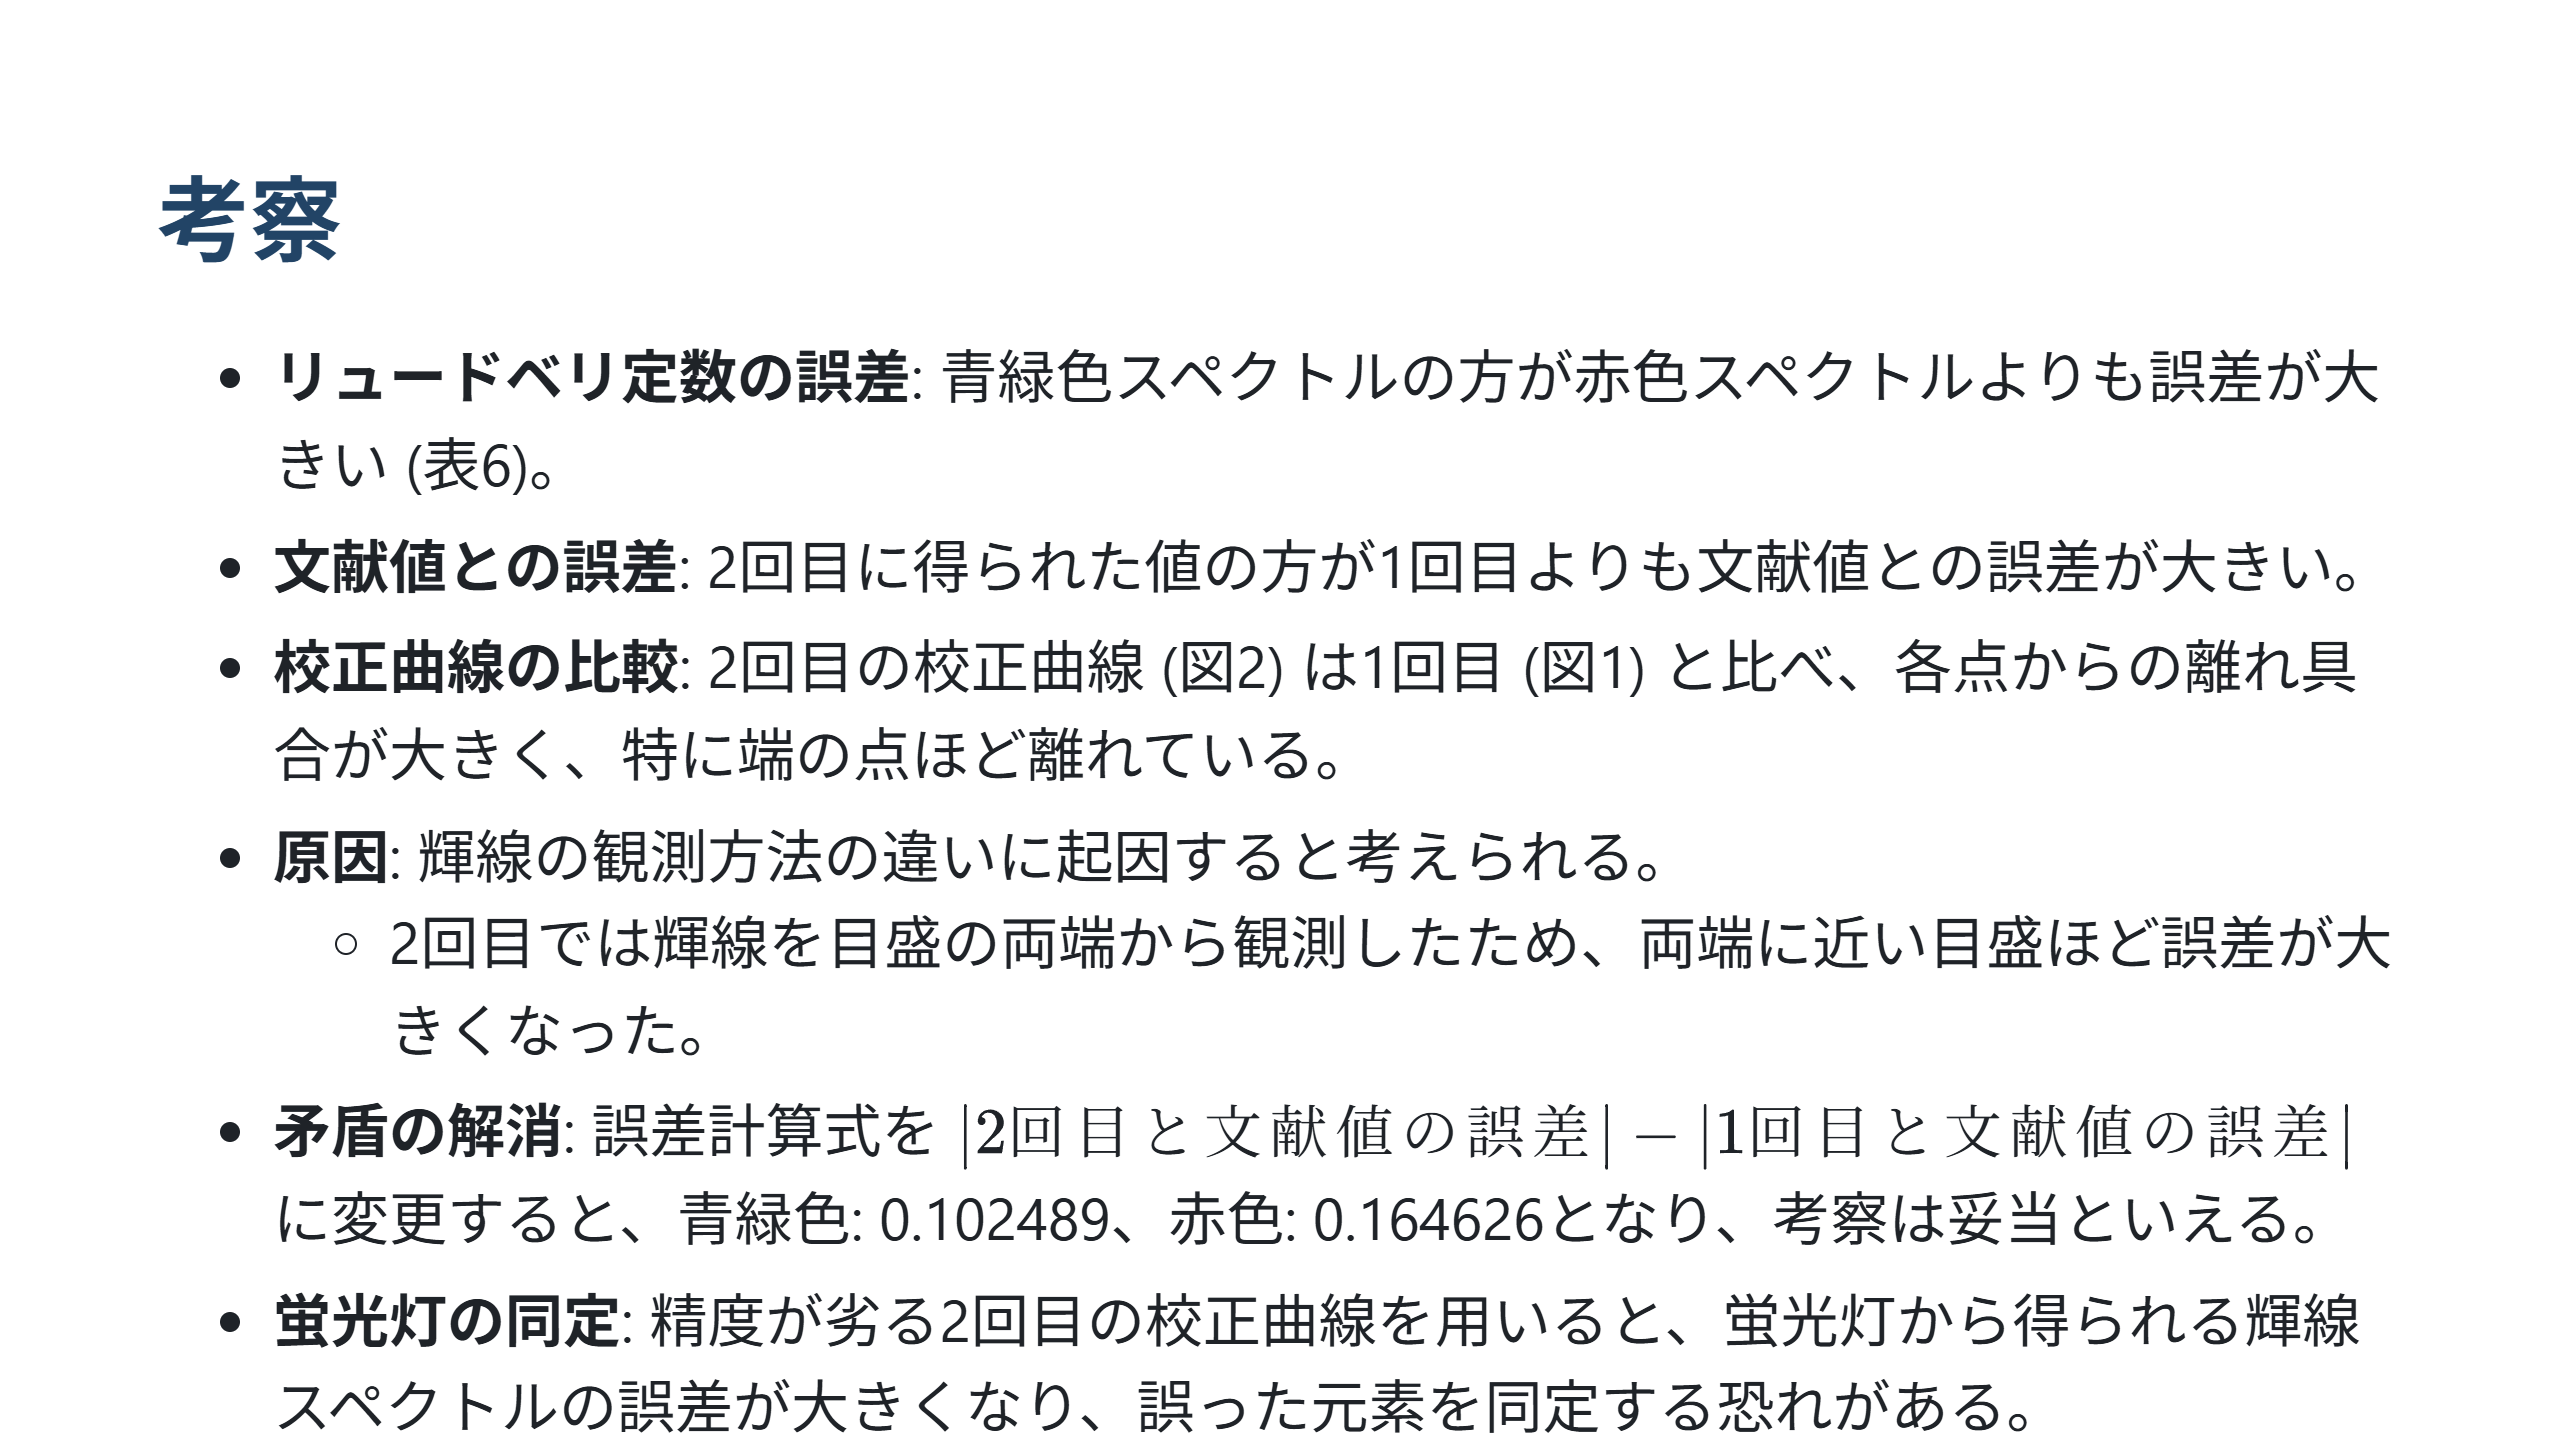 考察
• リュードベリ定数の誤差: 青緑色スペクトルの方が赤色スペクトルよりも誤差が大
きい (表6)。
• 文献値との誤差: 2回目に得られた値の方が1回目よりも文献値との誤差が大きい。
• 校正曲線の比較: 2回目の校正曲線 (図2) は1回目 (図1) と比べ、各点からの離れ具
合が大きく、特に端の点ほど離れている。
• 原因: 輝線の観測方法の違いに起因すると考えられる。
◦ 2回目では輝線を目盛の両端から観測したため、両端に近い目盛ほど誤差が大
きくなった。
• 矛盾の解消: 誤差計算式を |2回目と文献値の誤差| − |1回目と文献値の誤差|
に変更すると、青緑色: 0.102489、赤色: 0.164626となり、考察は妥当といえる。
• 蛍光灯の同定: 精度が劣る2回目の校正曲線を用いると、蛍光灯から得られる輝線
スペクトルの誤差が大きくなり、誤った元素を同定する恐れがある。